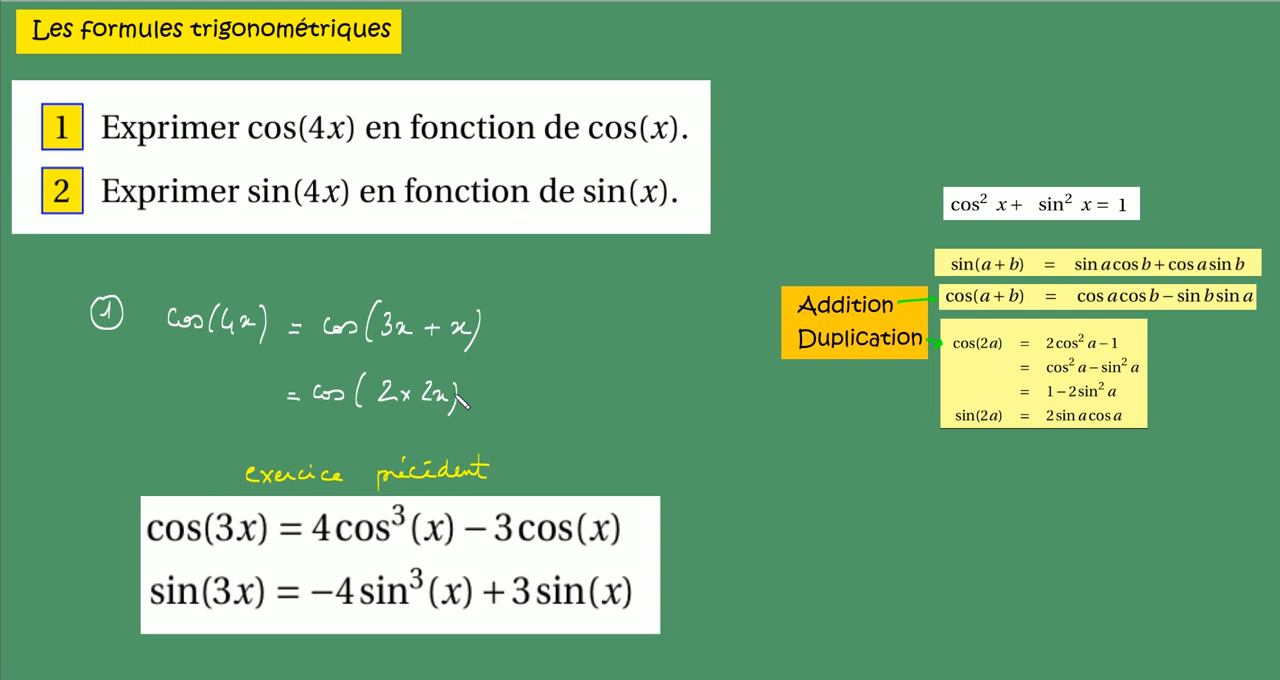 Les formules trigonométriques
1 Exprimer cos(4x) en fonction de cos(x).
2 Exprimer sin(4x) en fonction de sin(x).
cos² x + sin² x = 1
sin(a+b) = sin a cos b + cos a sin b
Addition
cos(a+b) = cos a cos b − sin b sin a
Duplication
cos(2a) = 2cos² a − 1
= cos² a − sin² a
= 1 − 2sin² a
sin(2a) = 2 sin a cos a
① cos(4x) = cos(3x + x)
= cos(2 × 2x)
exercice précédent
cos(3x) = 4cos³(x) − 3cos(x)
sin(3x) = −4sin³(x) + 3sin(x)